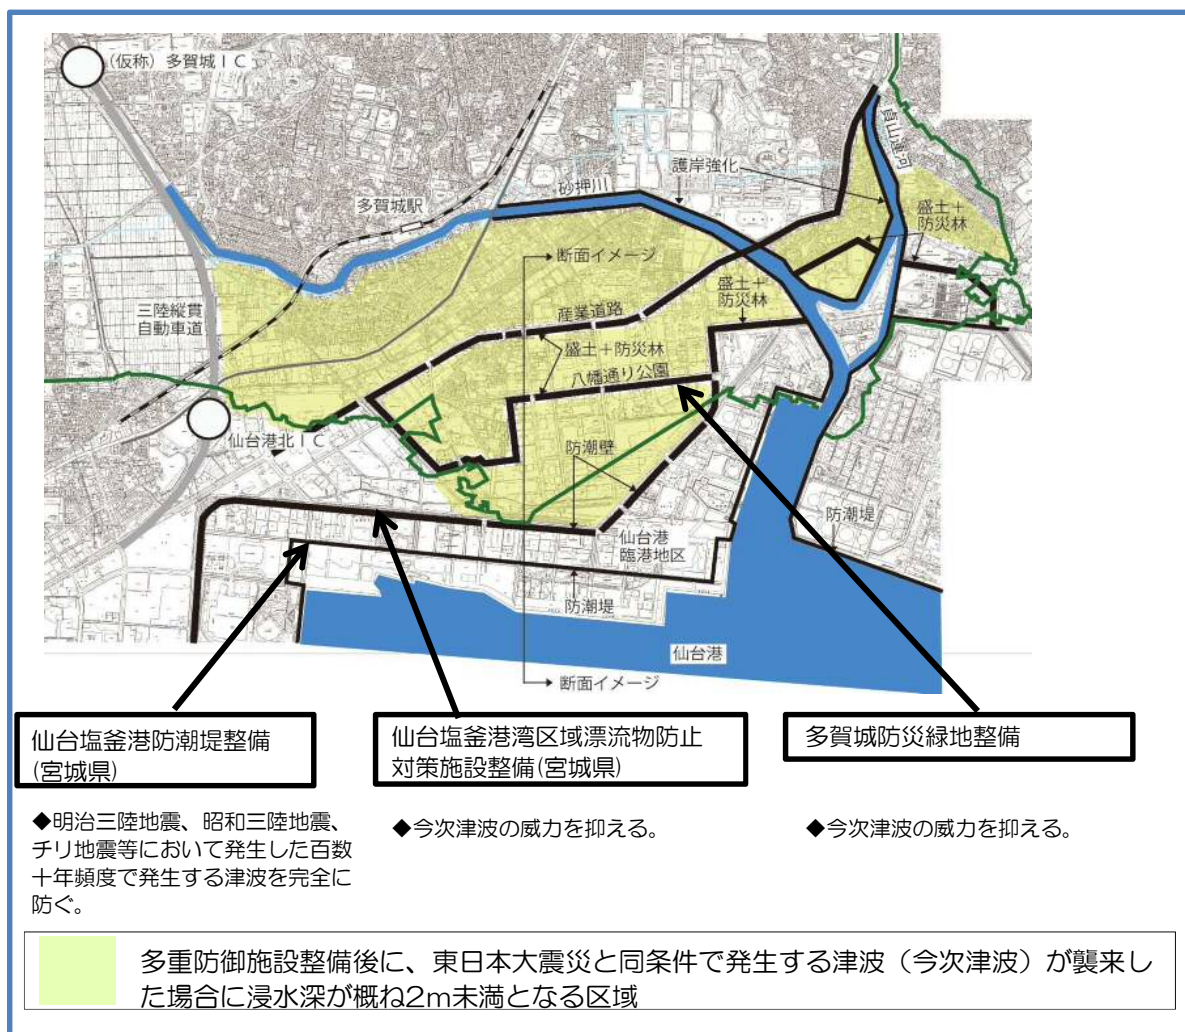 (仮称)多賀城IC
貞山運河
護岸強化
砂押川
多賀城駅
盛土+
防災林
断面イメージ
三陸縦貫
自動車道
盛土+
防災林
産業道路
盛土+防災林
八幡通り公園
仙台港北IC
防潮壁
仙台港
臨港地区
防潮堤
防潮堤
仙台港
断面イメージ
仙台塩釜港防潮堤整備
(宮城県)
仙台塩釜港湾区域漂流物防止
対策施設整備(宮城県)
多賀城防災緑地整備
◆明治三陸地震、昭和三陸地震、
チリ地震等において発生した百数
十年頻度で発生する津波を完全に
防ぐ。
◆今次津波の威力を抑える。
◆今次津波の威力を抑える。
多重防御施設整備後に、東日本大震災と同条件で発生する津波（今次津波）が襲来し
た場合に浸水深が概ね2m未満となる区域